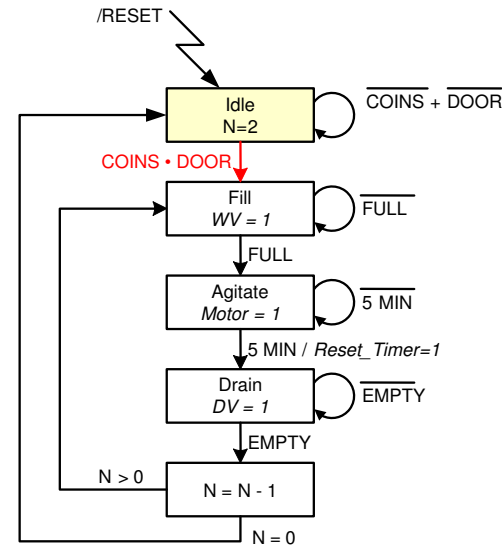 /RESET
Idle
N=2
COINS + DOOR
COINS • DOOR
Fill
WV = 1
FULL
FULL
Agitate
Motor = 1
5 MIN
5 MIN / Reset_Timer=1
Drain
DV = 1
EMPTY
EMPTY
N > 0
N = N - 1
N = 0